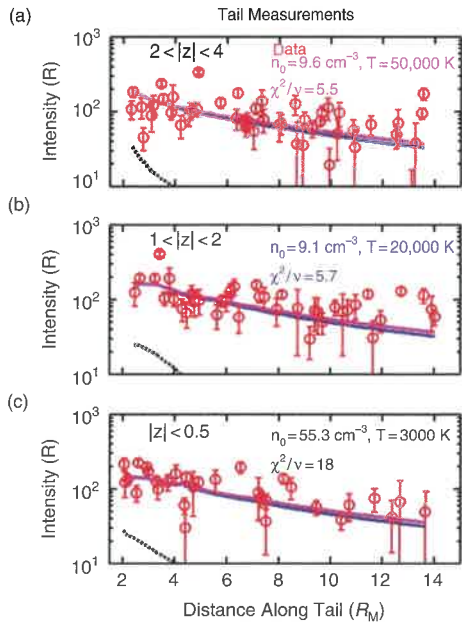 Tail Measurements
(a)
10³
2<|z|<4
Data
n₀=9.6 cm⁻³, T=50,000 K
χ²/ν=5.5
Intensity (R)
10²
10¹
(b)
10³
1<|z|<2
n₀=9.1 cm⁻³, T=20,000 K
χ²/ν=5.7
Intensity (R)
10²
10¹
(c)
10³
|z|<0.5
n₀=55.3 cm⁻³, T=3000 K
χ²/ν=18
Intensity (R)
10²
10¹
2 4 6 8 10 12 14
Distance Along Tail (R_M)